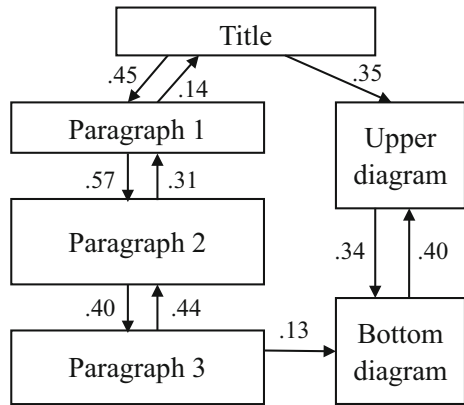 Title
.45
.14
.35
Paragraph 1
Upper
diagram
.57
.31
Paragraph 2
.34
.40
.40
.44
Paragraph 3
.13
Bottom
diagram